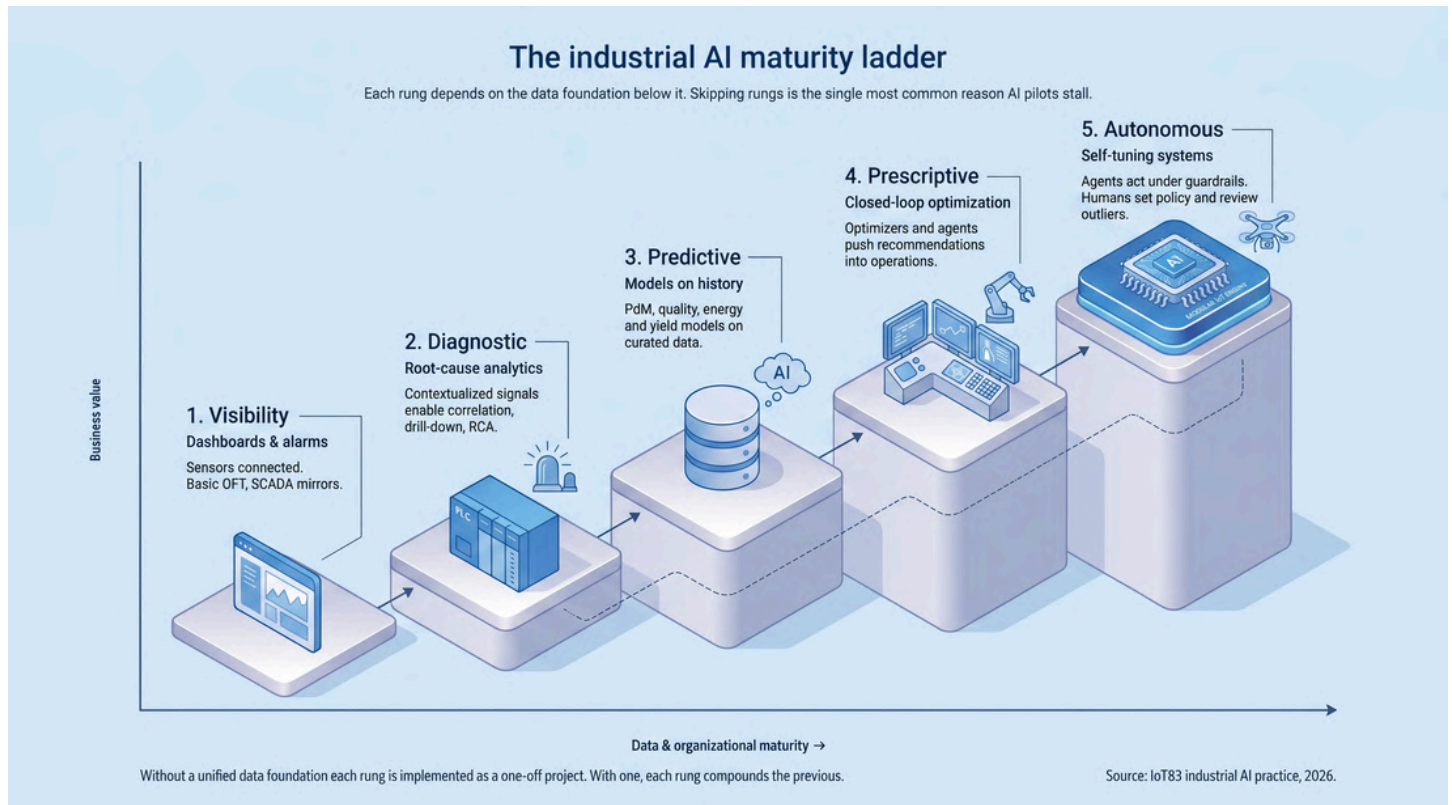 The industrial AI maturity ladder
Each rung depends on the data foundation below it. Skipping rungs is the single most common reason AI pilots stall.
1. Visibility
Dashboards & alarms
Sensors connected.
Basic OFT, SCADA mirrors.
2. Diagnostic
Root-cause analytics
Contextualized signals
enable correlation,
drill-down, RCA.
3. Predictive
Models on history
PdM, quality, energy
and yield models on
curated data.
4. Prescriptive
Closed-loop optimization
Optimizers and agents
push recommendations
into operations.
5. Autonomous
Self-tuning systems
Agents act under guardrails.
Humans set policy and review
outliers.
PLC
AI
AI
MODULAR IoT ENGINE
Business value
Data & organizational maturity →
Without a unified data foundation each rung is implemented as a one-off project. With one, each rung compounds the previous.
Source: IoT83 industrial AI practice, 2026.